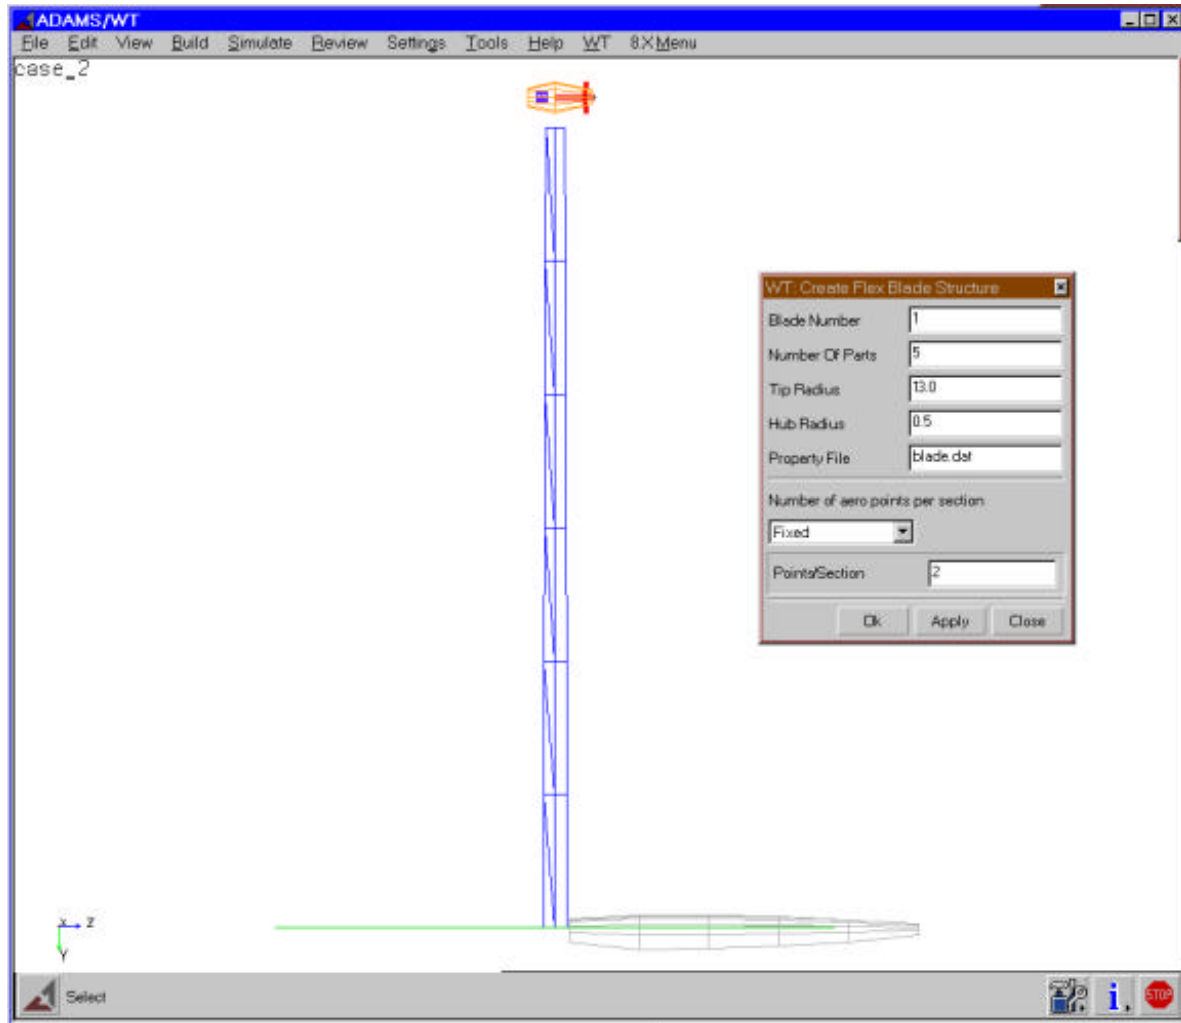 ADAMS/WT
File Edit View Build Simulate Review Settings Tools Help WT 8XMenu
case_2
WT: Create Flex Blade Structure
Blade Number 1
Number Of Parts 5
Tip Radius 13.0
Hub Radius 0.5
Property File blade.dat
Number of aero points per section
Fixed
Points/Section 2
Ok Apply Close
X Z
Y
Select
i
STOP